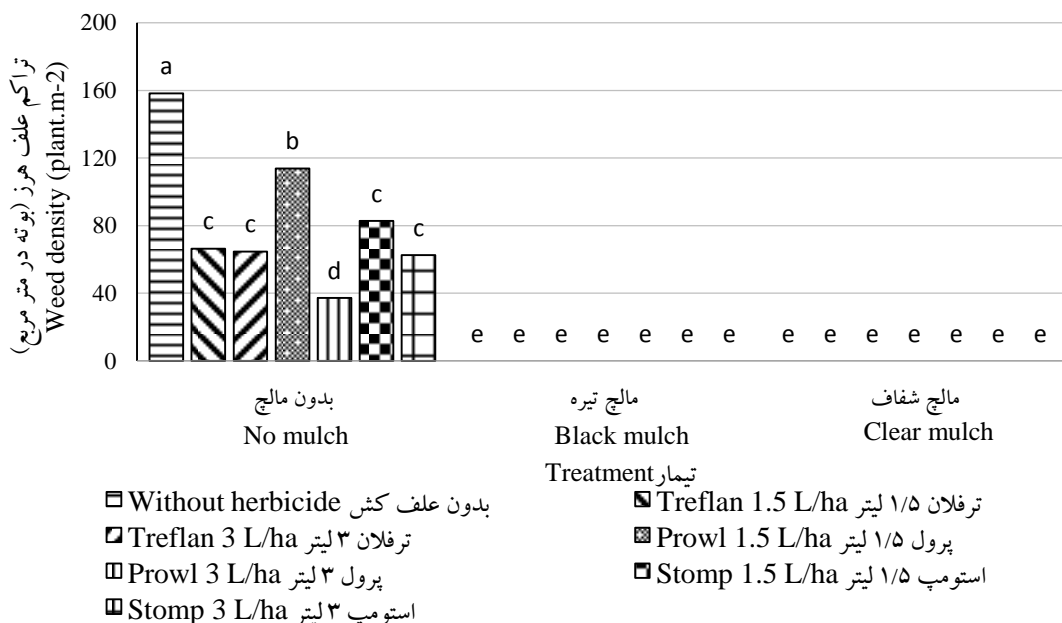 تراکم علف هرز (بوته در متر مربع)
Weed density (plant.m-2)
200
160
120
80
40
0
a
c
c
b
d
c
c
e e e e e e e
e e e e e e e
بدون مالچ
No mulch
مالچ تیره
Black mulch
مالچ شفاف
Clear mulch
Treatment تیمار
Without herbicide بدون علف کش
Treflan 1.5 L/ha ترفلان ۱/۵ لیتر
Treflan 3 L/ha ترفلان ۳ لیتر
Prowl 1.5 L/ha پرول ۱/۵ لیتر
Prowl 3 L/ha پرول ۳ لیتر
Stomp 1.5 L/ha استومپ ۱/۵ لیتر
Stomp 3 L/ha استومپ ۳ لیتر